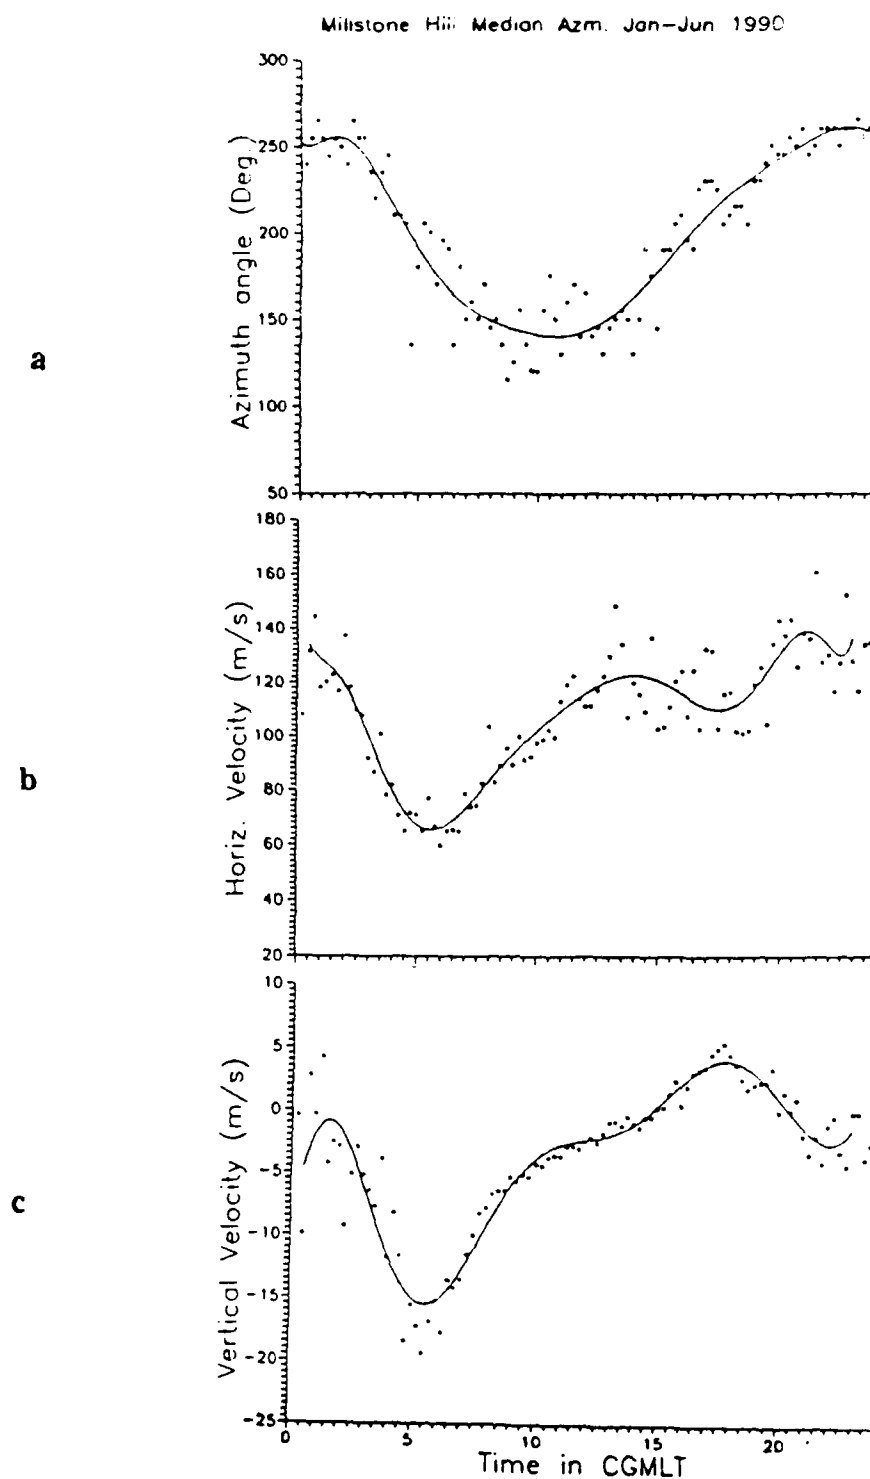 Millstone Hill Median Azm. Jan-Jun 1990
a
Azimuth angle (Deg.)
300
250
200
150
100
50
b
Horiz. Velocity (m/s)
180
160
140
120
100
80
60
40
20
c
Vertical Velocity (m/s)
10
5
0
-5
-10
-15
-20
-25
0 5 10 15 20
Time in CGMLT